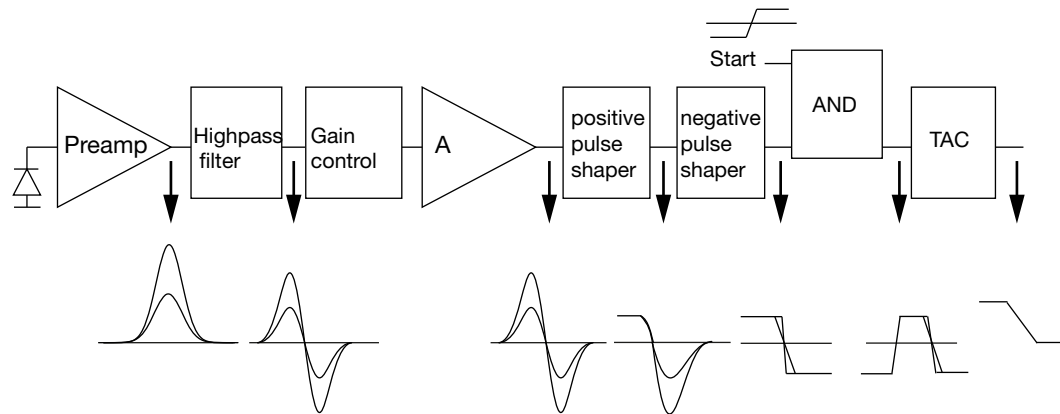 Start
Preamp
Highpass
filter
Gain
control
A
positive
pulse
shaper
negative
pulse
shaper
AND
TAC